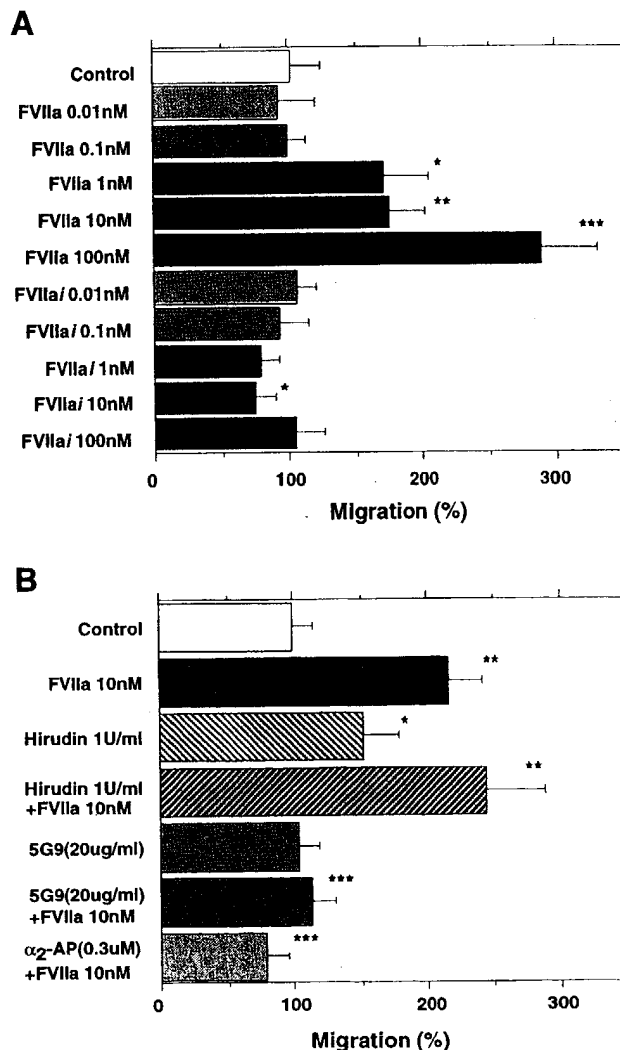 A
Control
FVIIa 0.01nM
FVIIa 0.1nM
FVIIa 1nM
*
FVIIa 10nM
**
FVIIa 100nM
***
FVIIai 0.01nM
FVIIai 0.1nM
FVIIai 1nM
FVIIai 10nM
*
FVIIai 100nM
0 100 200 300
Migration (%)
B
Control
FVIIa 10nM
**
Hirudin 1U/ml
*
Hirudin 1U/ml
+FVIIa 10nM
**
5G9(20ug/ml)
5G9(20ug/ml)
+FVIIa 10nM
***
α2-AP(0.3uM)
+FVIIa 10nM
***
0 100 200 300
Migration (%)